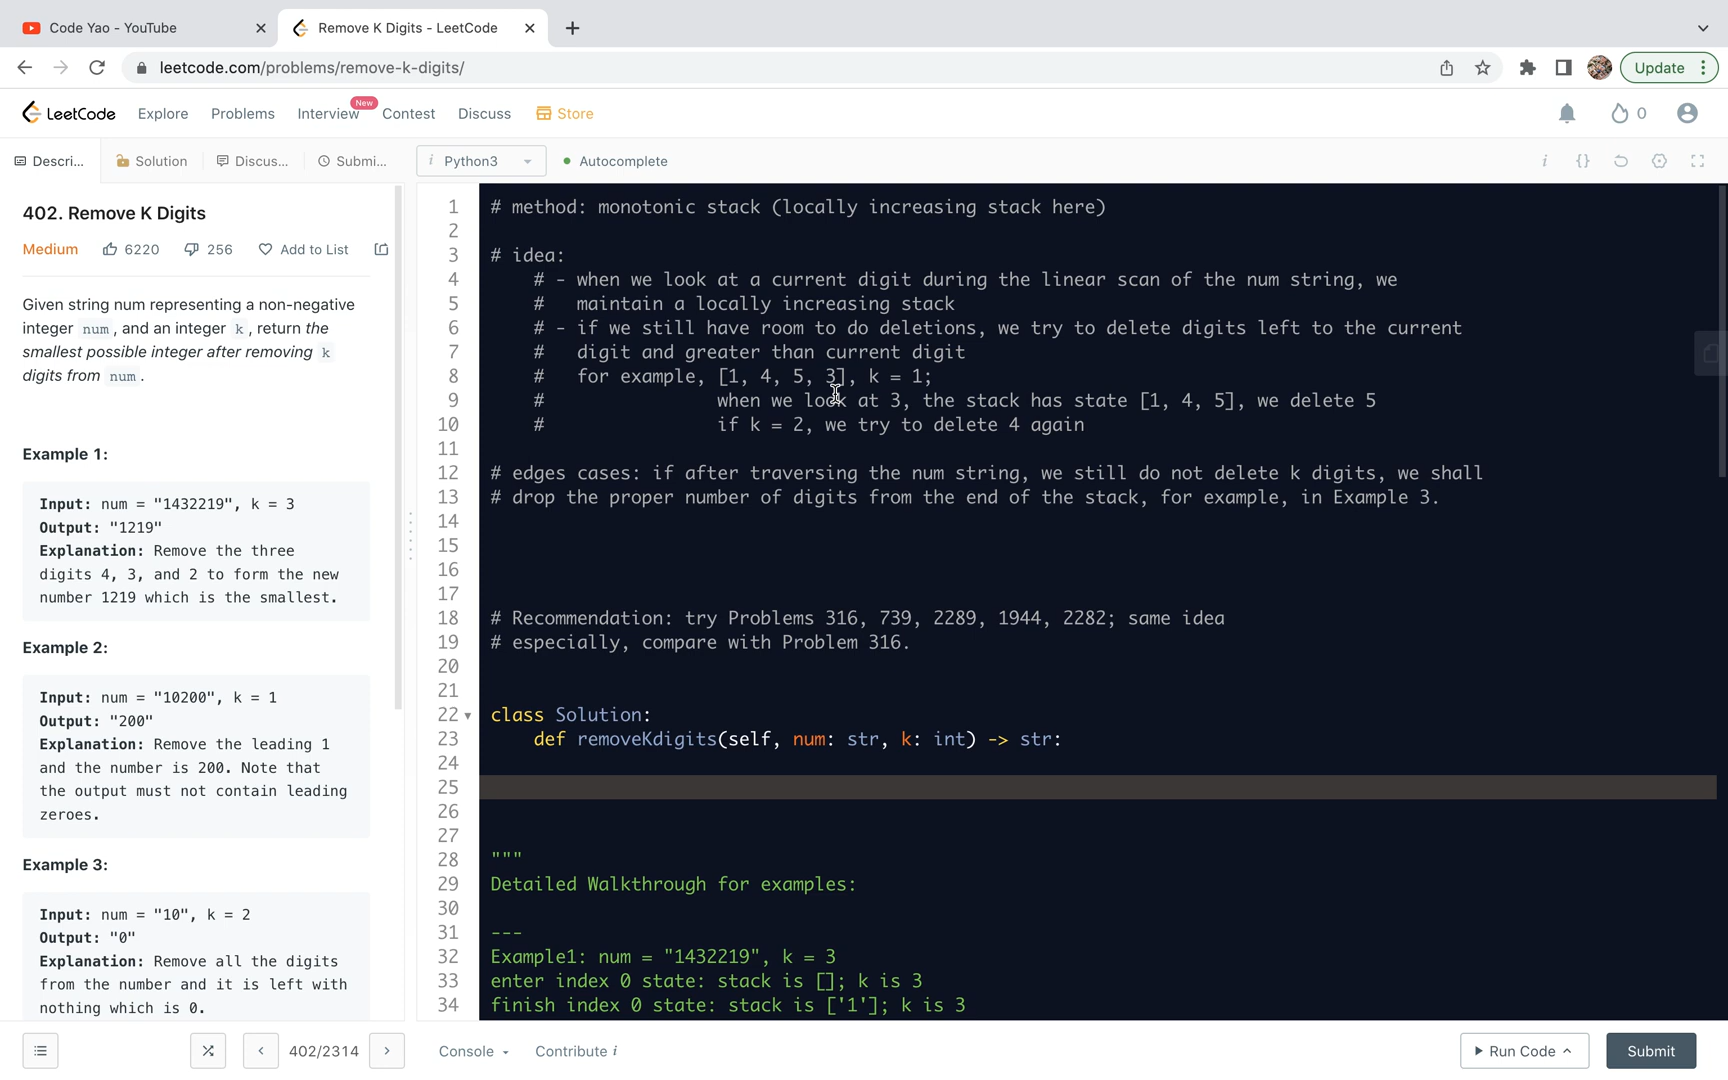 Code Yao - YouTube
Remove K Digits - LeetCode
leetcode.com/problems/remove-k-digits/
Update
LeetCode
Explore
Problems
Interview
New
Contest
Discuss
Store
0
Descri...
Solution
Discus...
Submi...
i Python3
Autocomplete
402. Remove K Digits
Medium
6220
256
Add to List
Given string num representing a non-negative
integer num , and an integer k , return the
smallest possible integer after removing k
digits from num .
Example 1:
Input: num = "1432219", k = 3
Output: "1219"
Explanation: Remove the three
digits 4, 3, and 2 to form the new
number 1219 which is the smallest.
Example 2:
Input: num = "10200", k = 1
Output: "200"
Explanation: Remove the leading 1
and the number is 200. Note that
the output must not contain leading
zeroes.
Example 3:
Input: num = "10", k = 2
Output: "0"
Explanation: Remove all the digits
from the number and it is left with
nothing which is 0.
1 # method: monotonic stack (locally increasing stack here)
2
3 # idea:
4 # - when we look at a current digit during the linear scan of the num string, we
5 # maintain a locally increasing stack
6 # - if we still have room to do deletions, we try to delete digits left to the current
7 # digit and greater than current digit
8 # for example, [1, 4, 5, 3], k = 1;
9 # when we look at 3, the stack has state [1, 4, 5], we delete 5
10 # if k = 2, we try to delete 4 again
11
12 # edges cases: if after traversing the num string, we still do not delete k digits, we shall
13 # drop the proper number of digits from the end of the stack, for example, in Example 3.
14
15
16
17
18 # Recommendation: try Problems 316, 739, 2289, 1944, 2282; same idea
19 # especially, compare with Problem 316.
20
21
22 class Solution:
23 def removeKdigits(self, num: str, k: int) -> str:
24
25
26
27
28 """
29 Detailed Walkthrough for examples:
30
31 ---
32 Example1: num = "1432219", k = 3
33 enter index 0 state: stack is []; k is 3
34 finish index 0 state: stack is ['1']; k is 3
402/2314
Console
Contribute i
Run Code
Submit